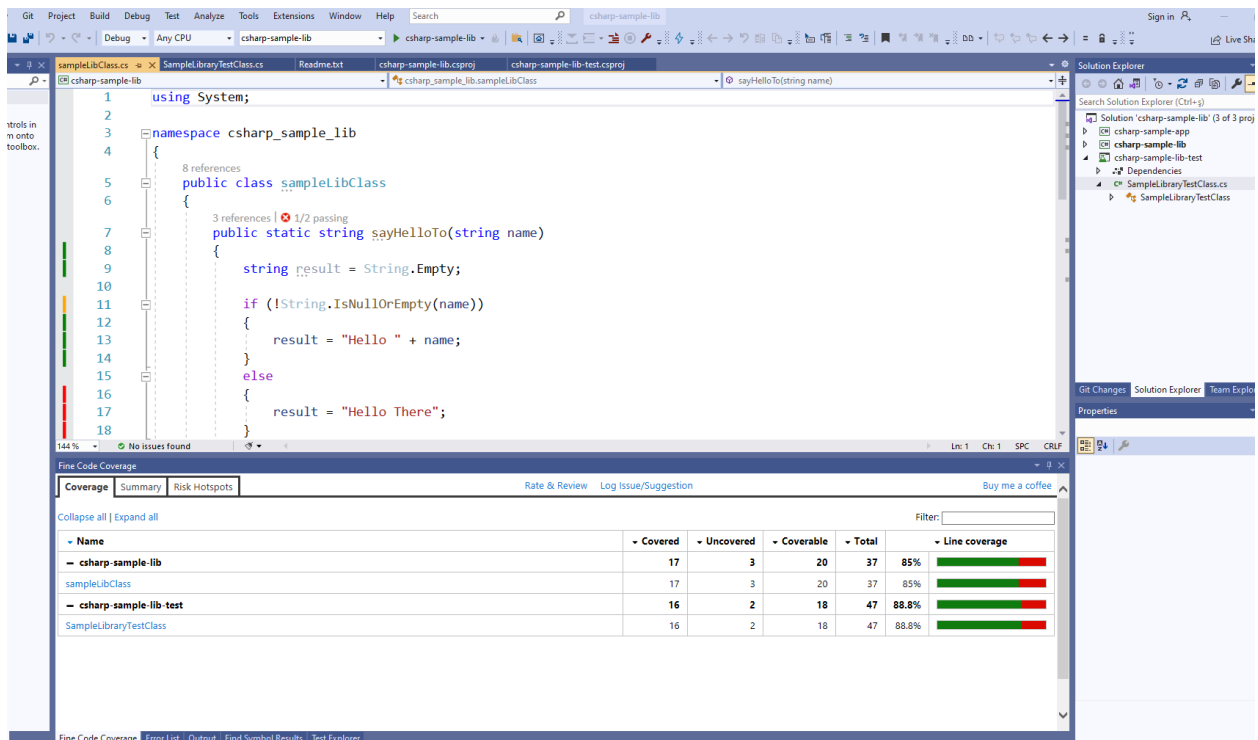 Git Project Build Debug Test Analyze Tools Extensions Window Help Search csharp-sample-lib Sign in
Debug Any CPU csharp-sample-lib csharp-sample-lib Live Sha
sampleLibClass.cs SampleLibraryTestClass.cs Readme.txt csharp-sample-lib.csproj csharp-sample-lib-test.csproj
csharp-sample-lib csharp_sample_lib.sampleLibClass sayHelloTo(string name)
ntrols in
m onto
toolbox.
1 using System;
2
3 namespace csharp_sample_lib
4 {
8 references
5 public class sampleLibClass
6 {
3 references | 1/2 passing
7 public static string sayHelloTo(string name)
8 {
9 string result = String.Empty;
10
11 if (!String.IsNullOrEmpty(name))
12 {
13 result = "Hello " + name;
14 }
15 else
16 {
17 result = "Hello There";
18 }
144 % No issues found Ln: 1 Ch: 1 SPC CRLF
Solution Explorer
Search Solution Explorer (Ctrl+ş)
Solution 'csharp-sample-lib' (3 of 3 proj
csharp-sample-app
csharp-sample-lib
csharp-sample-lib-test
Dependencies
SampleLibraryTestClass.cs
SampleLibraryTestClass
Git Changes Solution Explorer Team Explor
Properties
Fine Code Coverage
Coverage Summary Risk Hotspots Rate & Review Log Issue/Suggestion Buy me a coffee
Collapse all | Expand all Filter:
Name Covered Uncovered Coverable Total Line coverage
csharp-sample-lib 17 3 20 37 85%
sampleLibClass 17 3 20 37 85%
csharp-sample-lib-test 16 2 18 47 88.8%
SampleLibraryTestClass 16 2 18 47 88.8%
Fine Code Coverage Error List Output Find Symbol Results Test Explorer